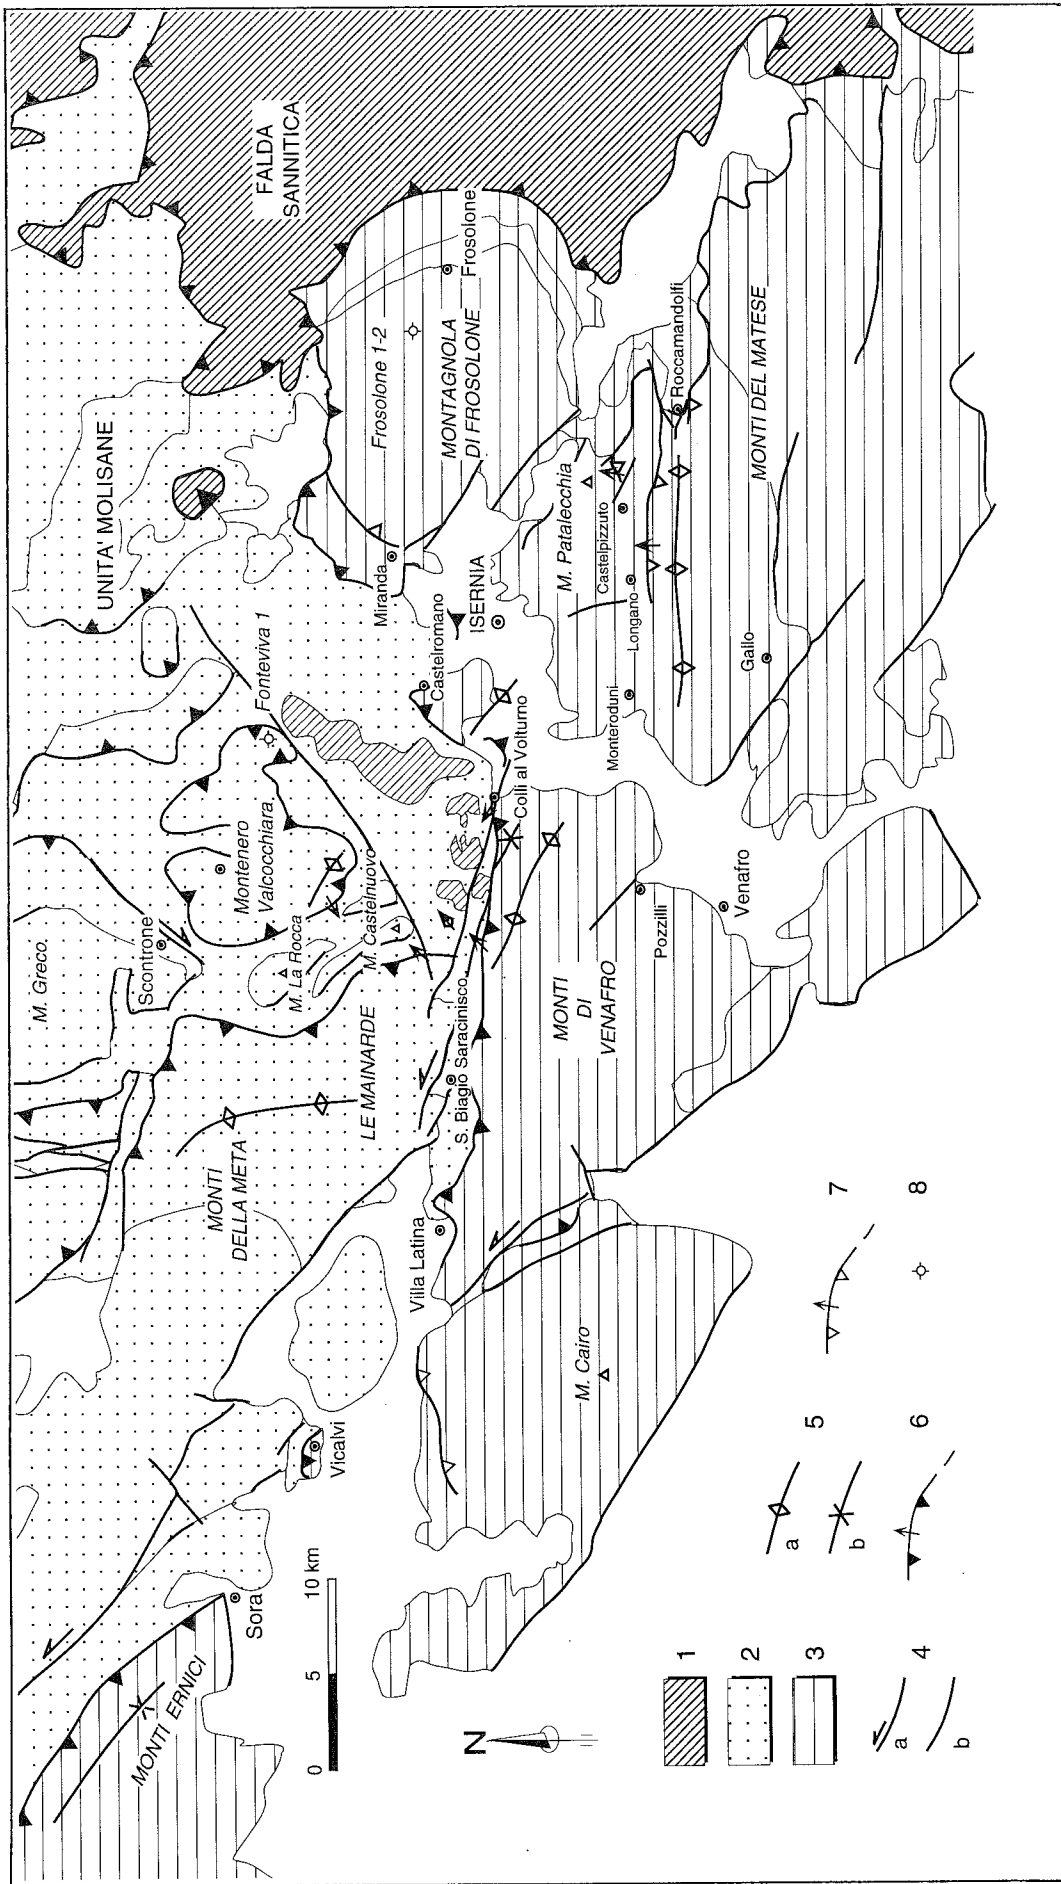 M. Greco
Scontrone
UNITA' MOLISANE
FALDA
SANNITICA
Montenero
Valcocchiara
Fonteviva 1
MONTI
DELLA META
M. La Rocca
M. Castelnuovo
LE MAINARDE
Miranda
Frosolone 1-2
MONTAGNOLA
DI FROSOLONE
Frosolone
Castelromano
ISERNIA
Vicalvi
Sora
MONTI ERNICI
Villa Latina
S. Biagio Saracinisco
Colli al Volturno
M. Patalecchia
Castelpizzuto
Longano
Monteroduni
Roccamandolfi
MONTI
DI
VENAFRO
M. Cairo
Pozzilli
Venafro
Gallo
MONTI DEL MATESE
0 5 10 km
N
1
2
3
a
b
4
a
b
5
6
7
8